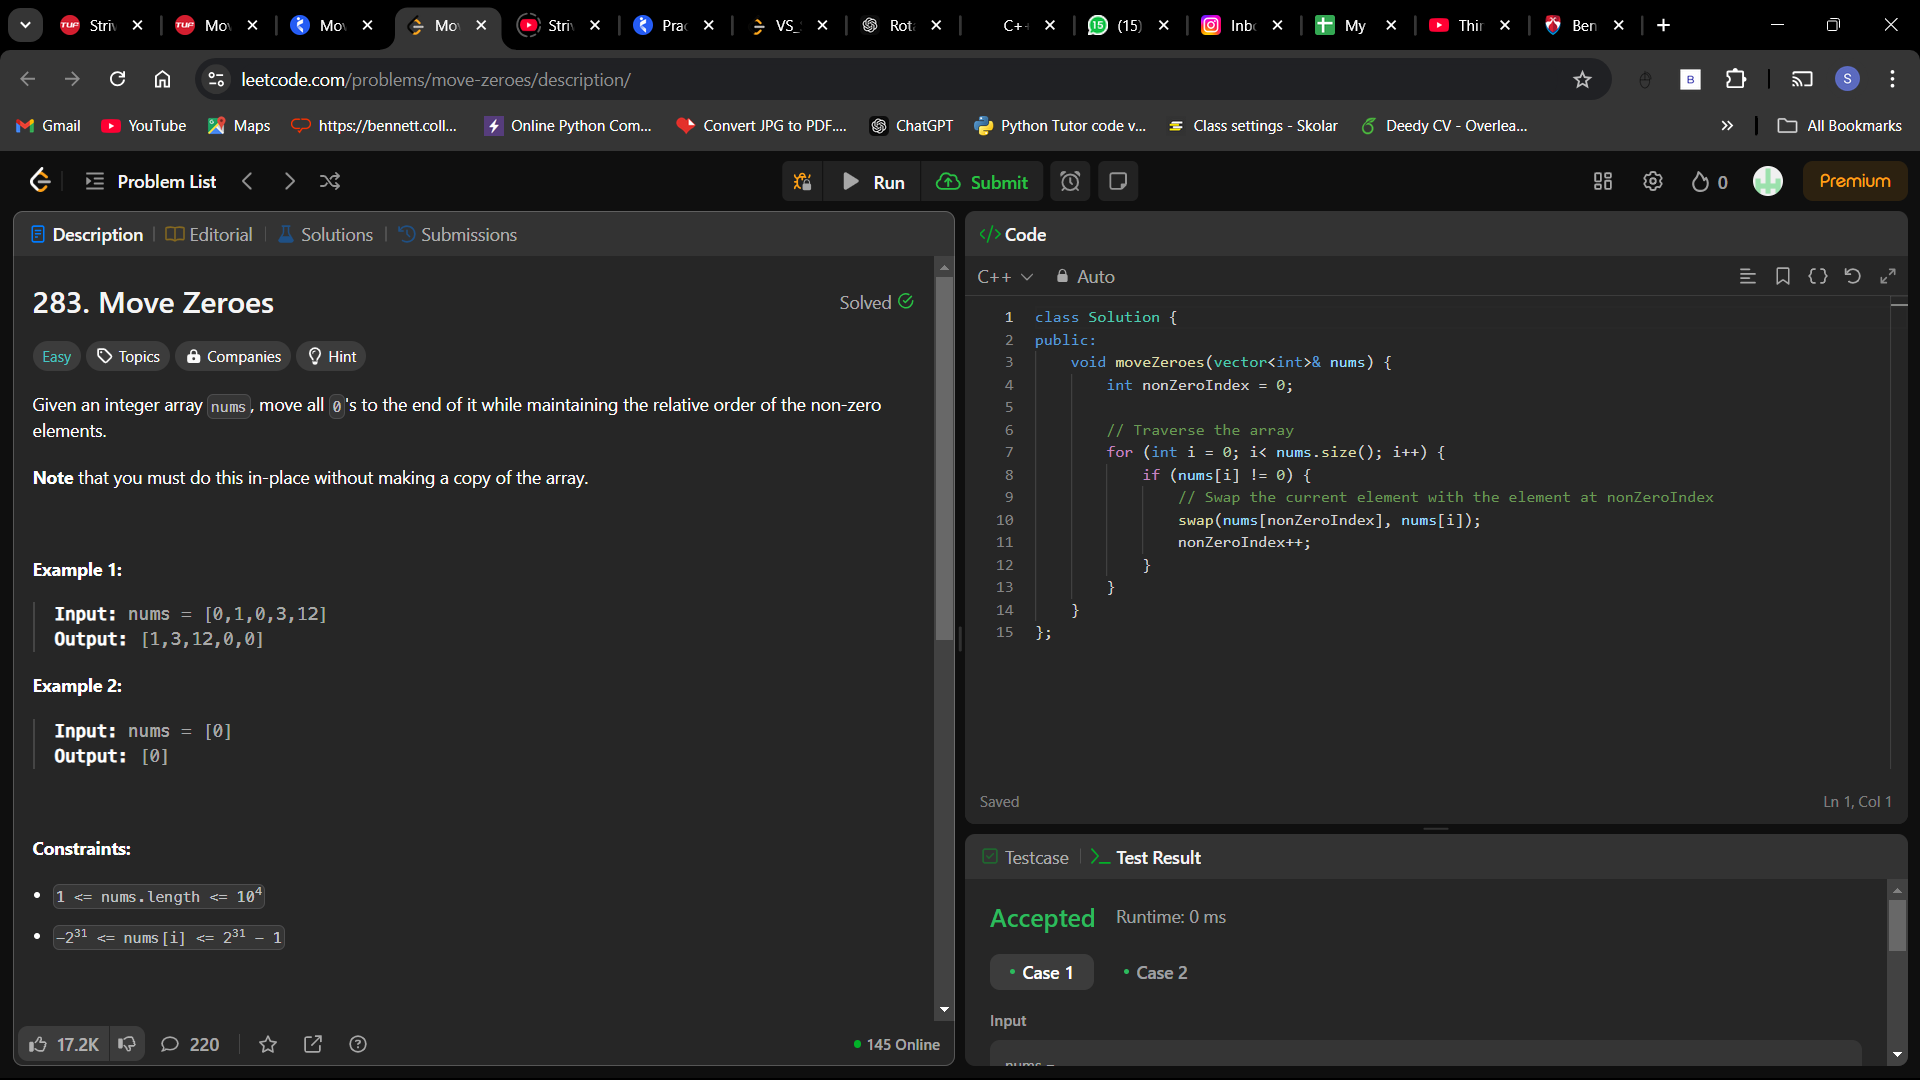 Stri
Mov
Mov
Mov
Stri
Prac
VS_
Rota
C++
(15)
Inbo
My
Thin
Ben
leetcode.com/problems/move-zeroes/description/
B
S
Gmail
YouTube
Maps
https://bennett.coll...
Online Python Com...
Convert JPG to PDF....
ChatGPT
Python Tutor code v...
Class settings - Skolar
Deedy CV - Overlea...
All Bookmarks
Problem List
Run
Submit
0
Premium
Description
Editorial
Solutions
Submissions
283. Move Zeroes
Solved
Easy
Topics
Companies
Hint
Given an integer array nums, move all 0's to the end of it while maintaining the relative order of the non-zero
elements.
Note that you must do this in-place without making a copy of the array.
Example 1:
Input: nums = [0,1,0,3,12]
Output: [1,3,12,0,0]
Example 2:
Input: nums = [0]
Output: [0]
Constraints:
• 1 <= nums.length <= 10⁴
• -2³¹ <= nums[i] <= 2³¹ - 1
17.2K
220
145 Online
Code
C++
Auto
1 class Solution {
2 public:
3 void moveZeroes(vector<int>& nums) {
4 int nonZeroIndex = 0;
5
6 // Traverse the array
7 for (int i = 0; i< nums.size(); i++) {
8 if (nums[i] != 0) {
9 // Swap the current element with the element at nonZeroIndex
10 swap(nums[nonZeroIndex], nums[i]);
11 nonZeroIndex++;
12 }
13 }
14 }
15 };
Saved
Ln 1, Col 1
Testcase
Test Result
Accepted
Runtime: 0 ms
Case 1
Case 2
Input
nums =